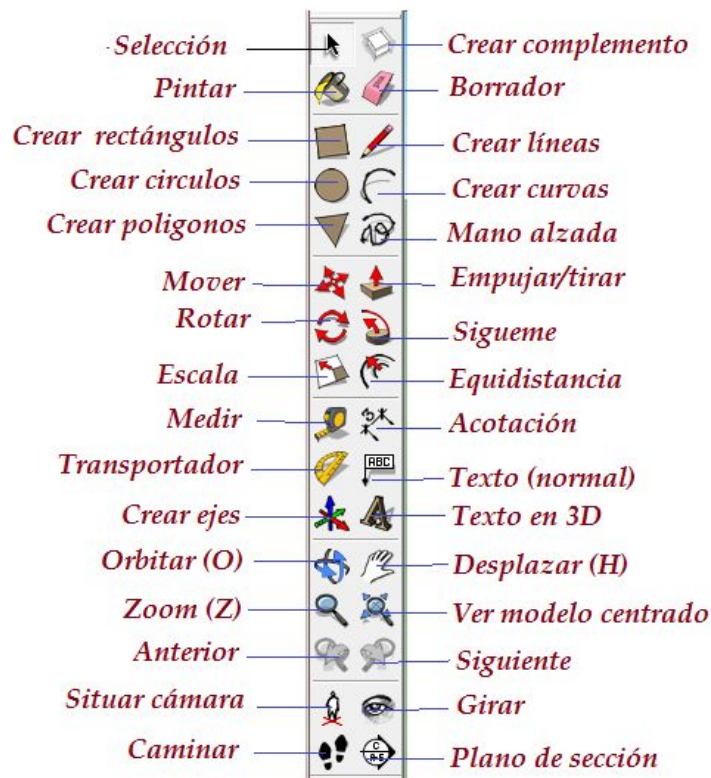 Selección
Crear complemento
Pintar
Borrador
Crear rectángulos
Crear líneas
Crear circulos
Crear curvas
Crear poligonos
Mano alzada
Mover
Empujar/tirar
Rotar
Sigueme
Escala
Equidistancia
Medir
Acotación
Transportador
ABC
Texto (normal)
Crear ejes
Texto en 3D
Orbitar (O)
Desplazar (H)
Zoom (Z)
Ver modelo centrado
Anterior
Siguiente
Situar cámara
Girar
Caminar
C
Plano de sección